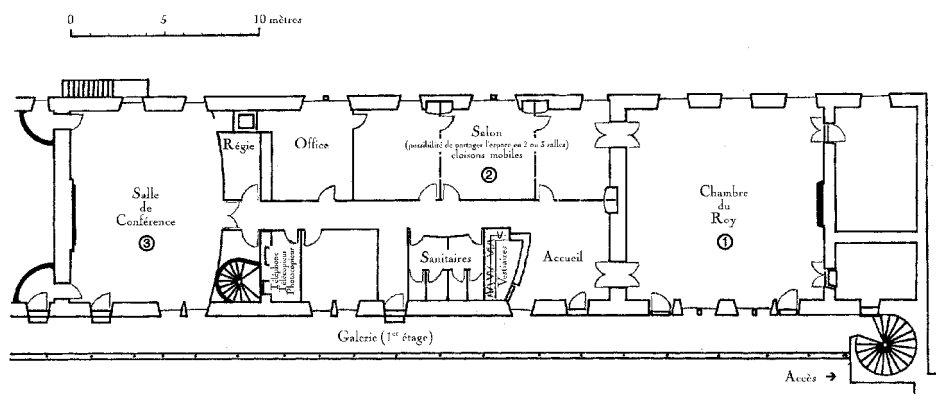 0 5 10 mètres
Régie
Office
Salon
(possibilité de partager l'espace en 2 ou 3 salles)
cloisons mobiles
②
Salle
de
Conférence
③
Chambre
du
Roy
①
Téléphone
Télécopieur
Photocopieur
Sanitaires
Vestiaires
Accueil
Galerie (1er étage)
Accès →